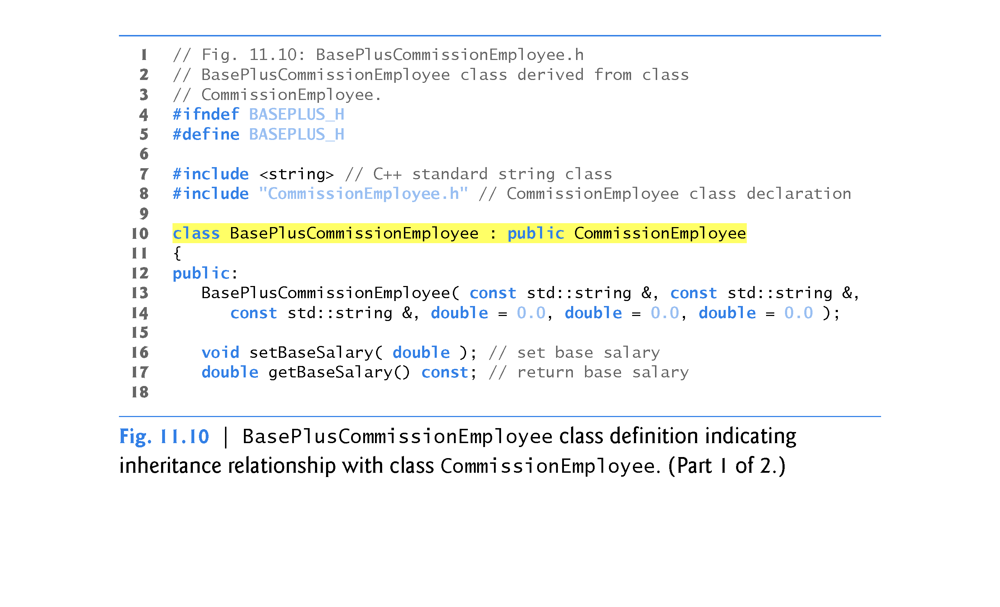 1 // Fig. 11.10: BasePlusCommissionEmployee.h
2 // BasePlusCommissionEmployee class derived from class
3 // CommissionEmployee.
4 #ifndef BASEPLUS_H
5 #define BASEPLUS_H
6
7 #include <string> // C++ standard string class
8 #include "CommissionEmployee.h" // CommissionEmployee class declaration
9
10 class BasePlusCommissionEmployee : public CommissionEmployee
11 {
12 public:
13    BasePlusCommissionEmployee( const std::string &, const std::string &,
14       const std::string &, double = 0.0, double = 0.0, double = 0.0 );
15
16    void setBaseSalary( double ); // set base salary
17    double getBaseSalary() const; // return base salary
18
Fig. 11.10 | BasePlusCommissionEmployee class definition indicating
inheritance relationship with class CommissionEmployee. (Part 1 of 2.)